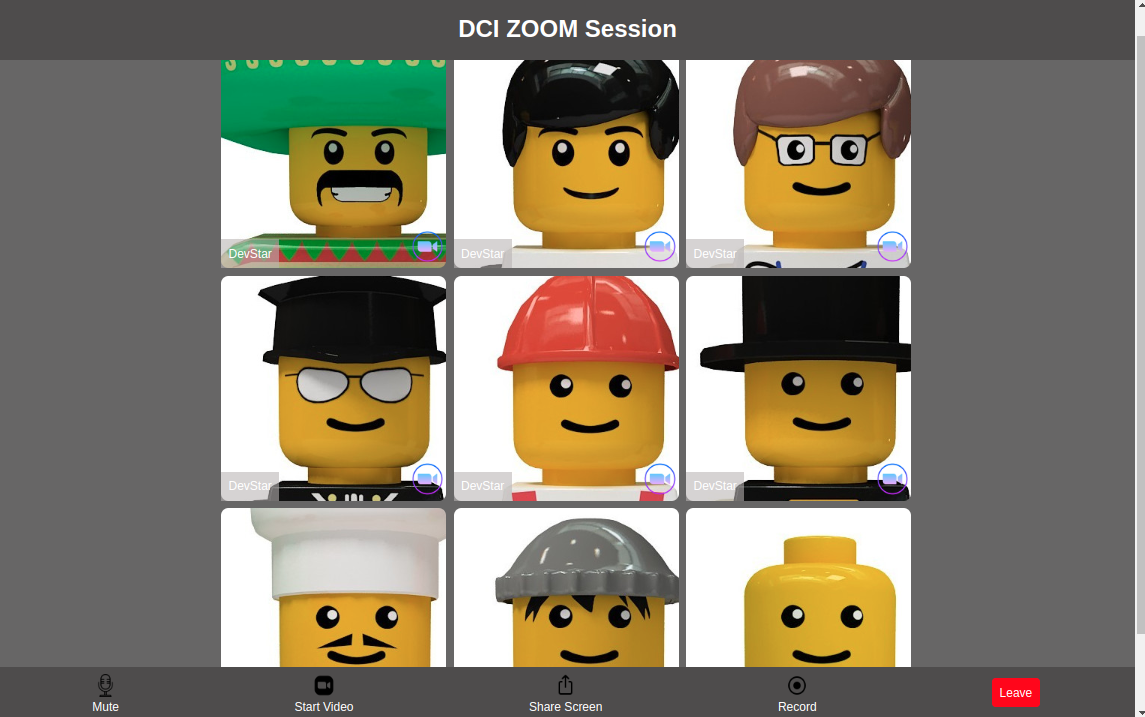 DCI ZOOM Session
DevStar
DevStar
DevStar
DevStar
DevStar
DevStar
Mute
Start Video
Share Screen
Record
Leave